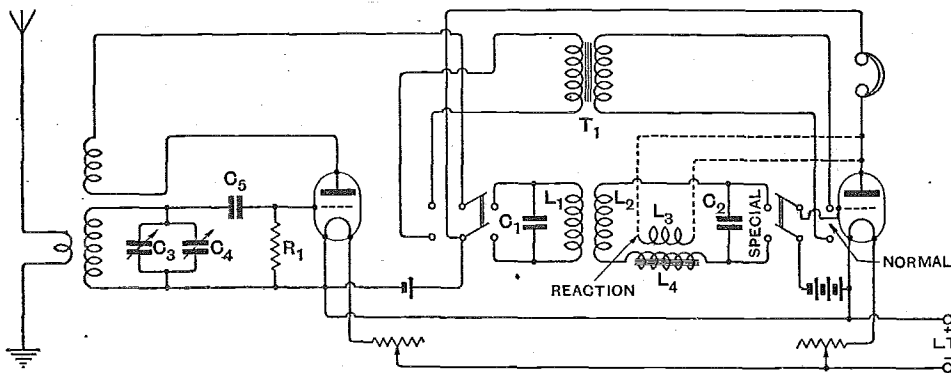 T1
C5
C3
C4
R1
C1
L1
L2
L3
L4
C2
SPECIAL
REACTION
NORMAL
+
L.T
−